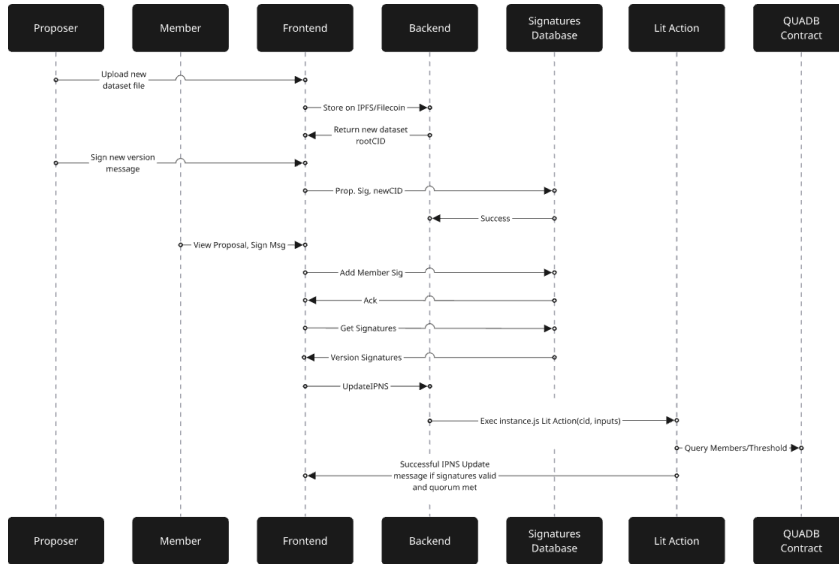 Proposer
Member
Frontend
Backend
Signatures
Database
Lit Action
QUADB
Contract
Upload new
dataset file
Store on IPFS/Filecoin
Return new dataset
rootCID
Sign new version
message
Prop. Sig, newCID
Success
View Proposal, Sign Msg
Add Member Sig
Ack
Get Signatures
Version Signatures
UpdateIPNS
Exec instance.js Lit Action(cid, inputs)
Query Members/Threshold
Successful IPNS Update
message if signatures valid
and quorum met
Proposer
Member
Frontend
Backend
Signatures
Database
Lit Action
QUADB
Contract